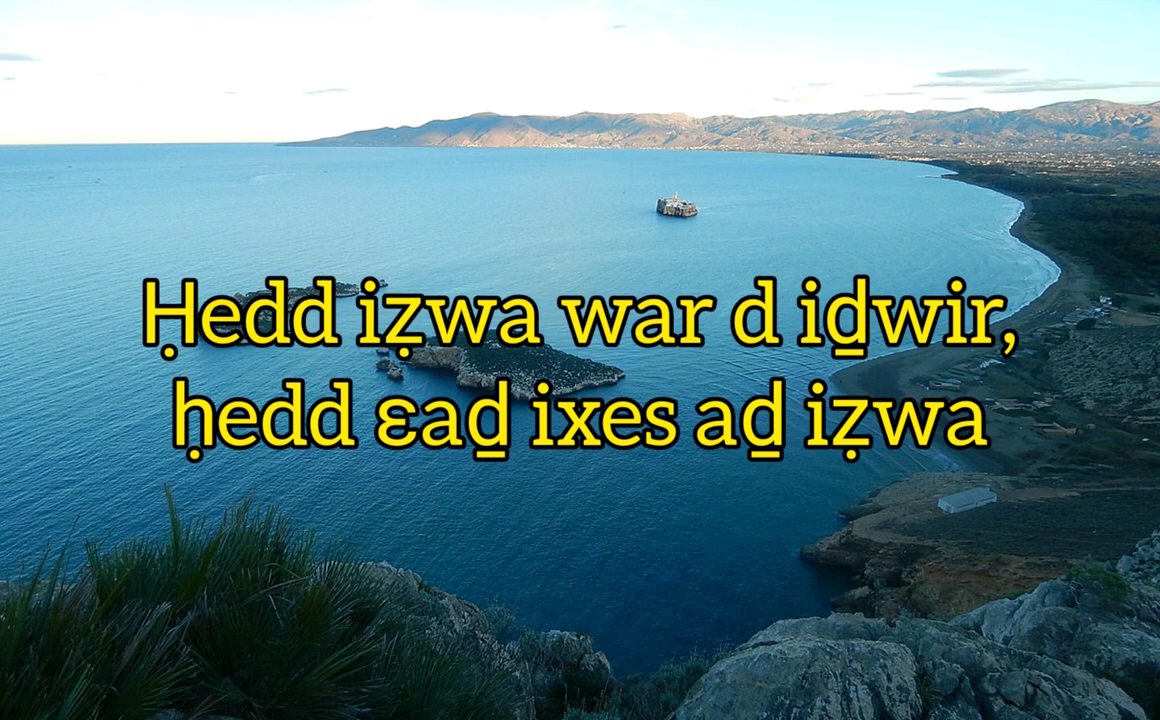 Ḥedd iẓwa war d iḏwir,
ḥedd ɛaḏ ixes aḏ iẓwa